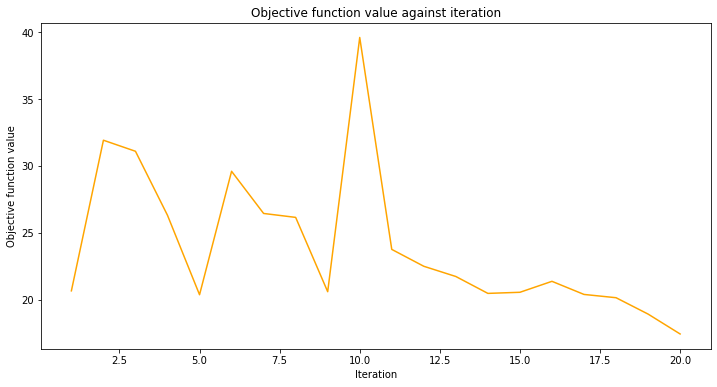 Objective function value against iteration
Objective function value
40
35
30
25
20
2.5 5.0 7.5 10.0 12.5 15.0 17.5 20.0
Iteration